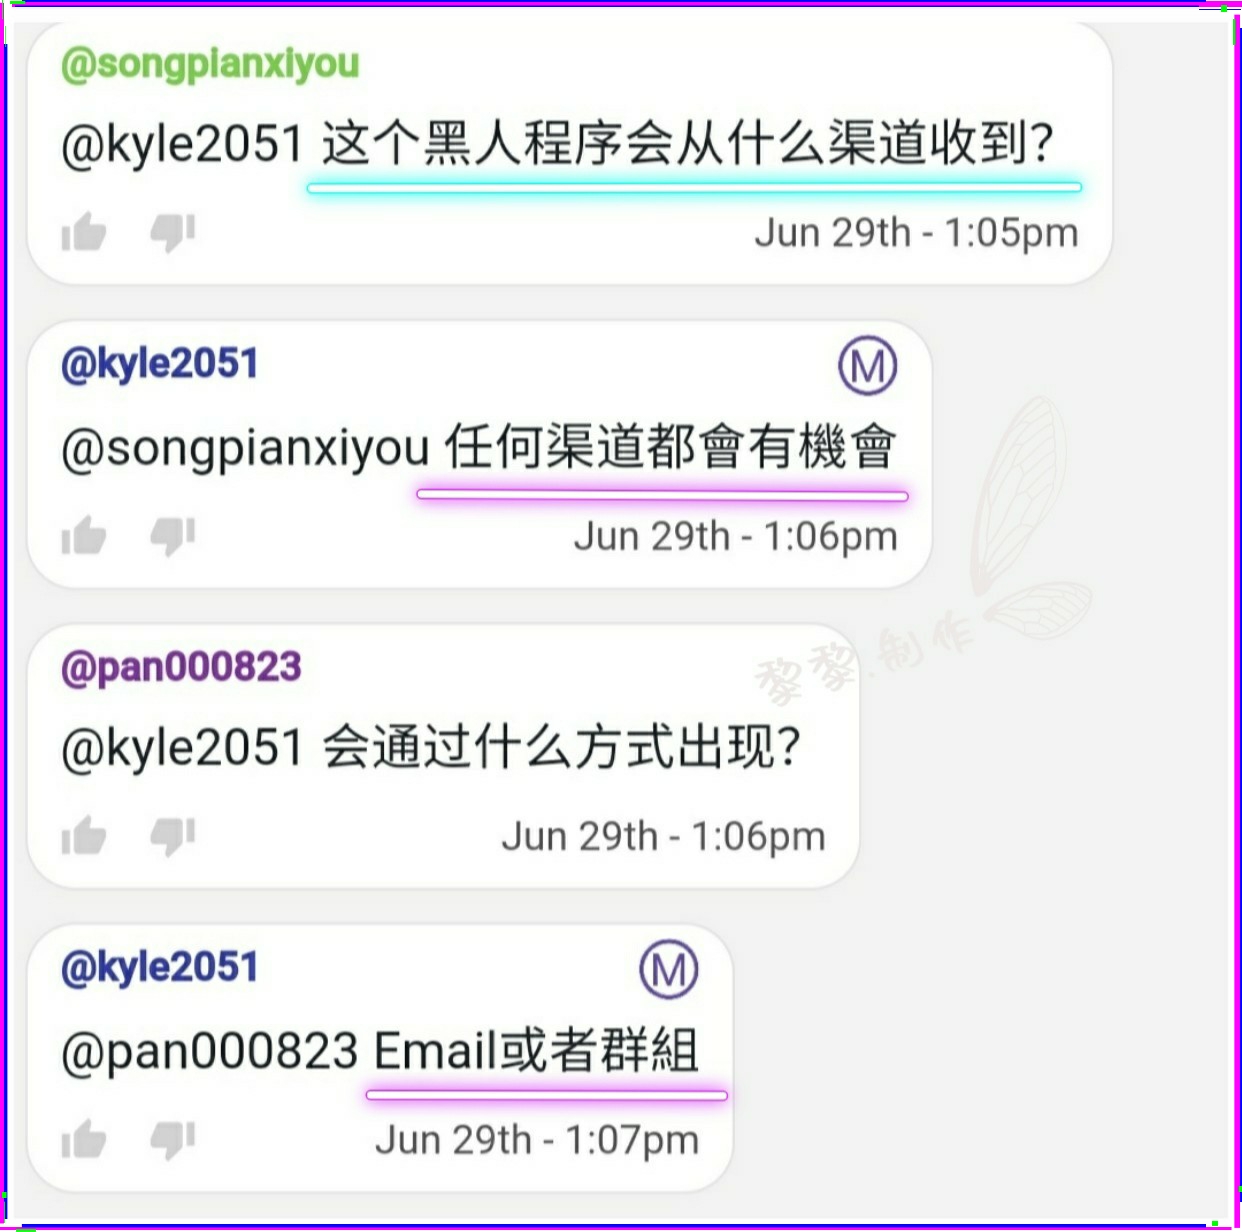 @songpianxiyou
@kyle2051 这个黑人程序会从什么渠道收到？
Jun 29th - 1:05pm
@kyle2051 M
@songpianxiyou 任何渠道都會有機會
Jun 29th - 1:06pm
@pan000823
@kyle2051 会通过什么方式出现？
Jun 29th - 1:06pm
黎黎.制作
@kyle2051 M
@pan000823 Email或者群組
Jun 29th - 1:07pm